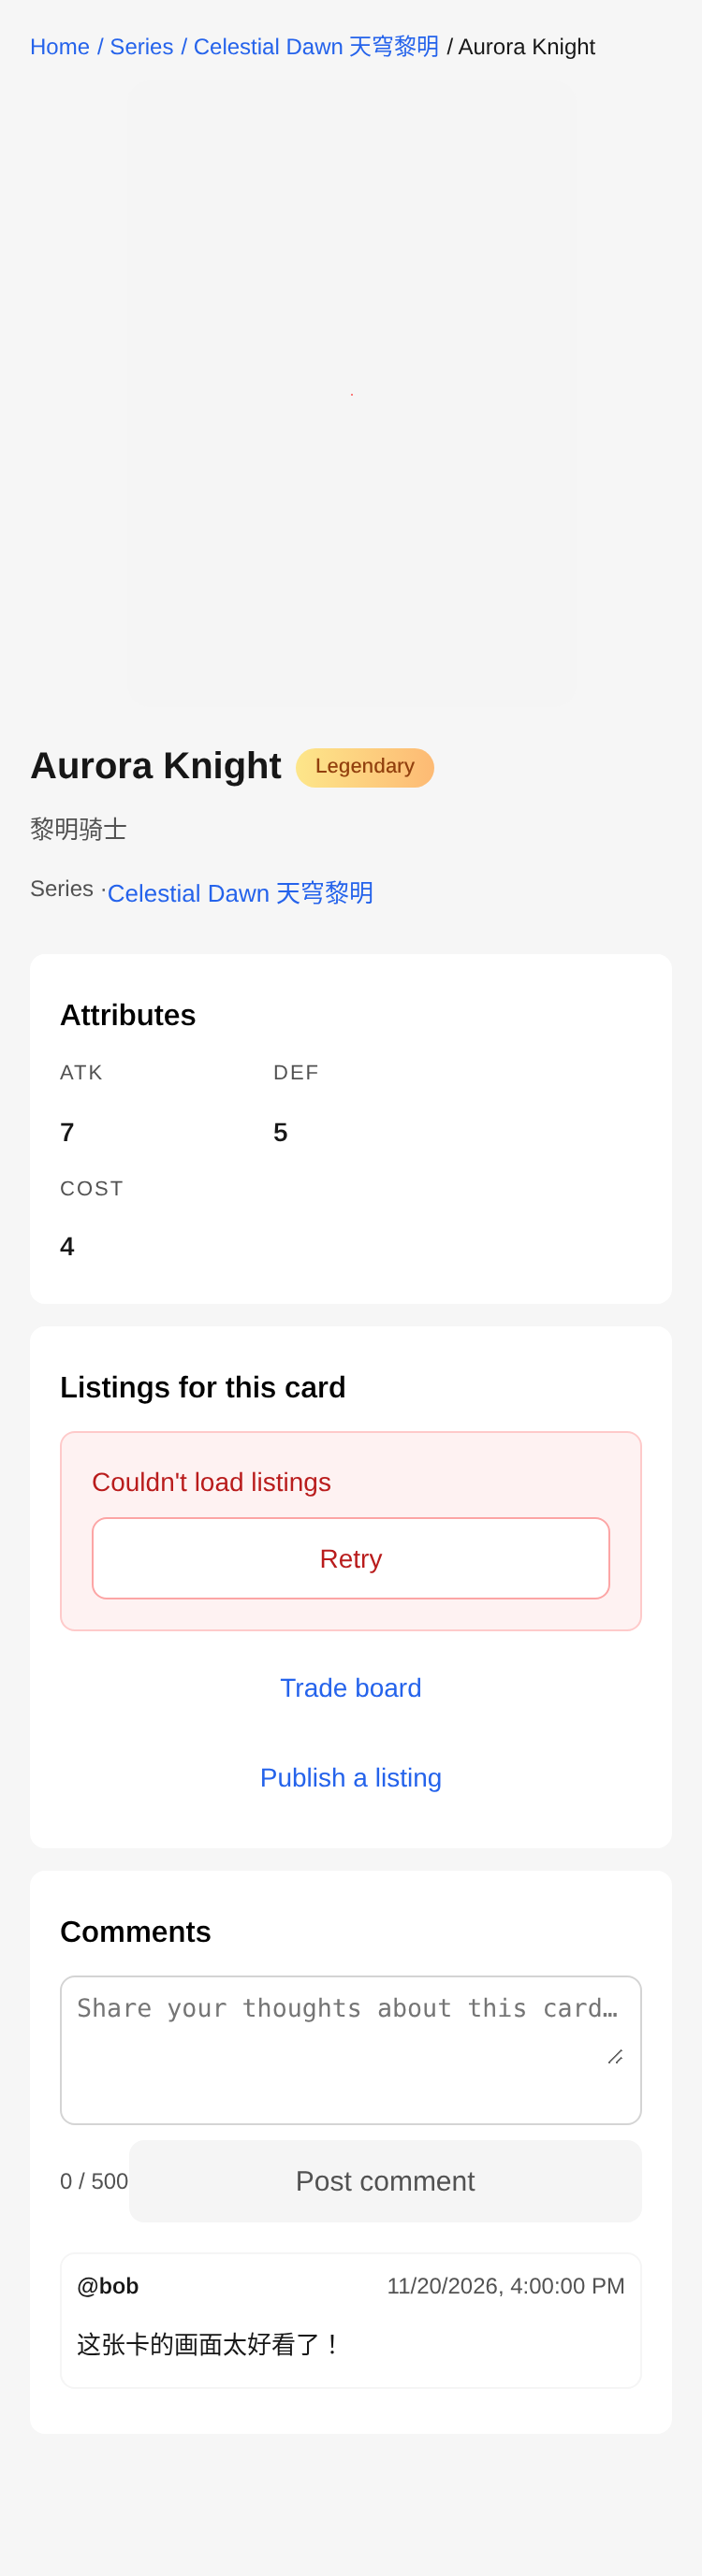 Home / Series / Celestial Dawn 天穹黎明 / Aurora Knight
Aurora Knight Legendary
黎明骑士
Series · Celestial Dawn 天穹黎明
Attributes
ATK DEF
7 5
COST
4
Listings for this card
Couldn't load listings
Retry
Trade board
Publish a listing
Comments
Share your thoughts about this card…
0 / 500 Post comment
@bob 11/20/2026, 4:00:00 PM
这张卡的画面太好看了！